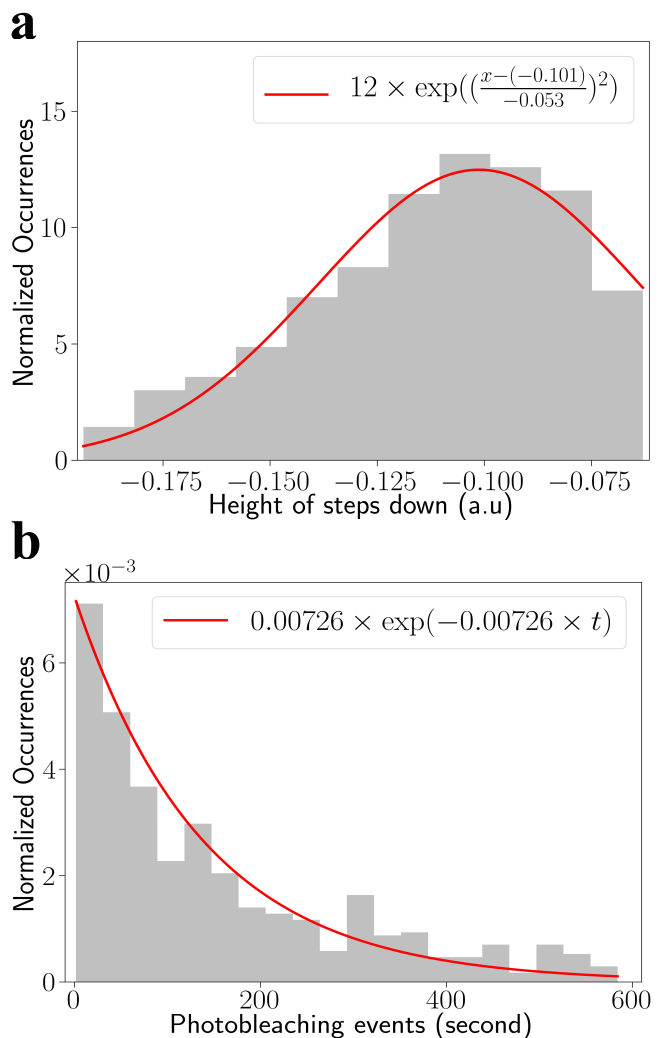 a
15
10
5
0
Normalized Occurrences
12 × exp(((x−(−0.101))/(−0.053))²)
−0.175 −0.150 −0.125 −0.100 −0.075
Height of steps down (a.u)
b
×10⁻³
6
4
2
0
Normalized Occurrences
0.00726 × exp(−0.00726 × t)
0 200 400 600
Photobleaching events (second)